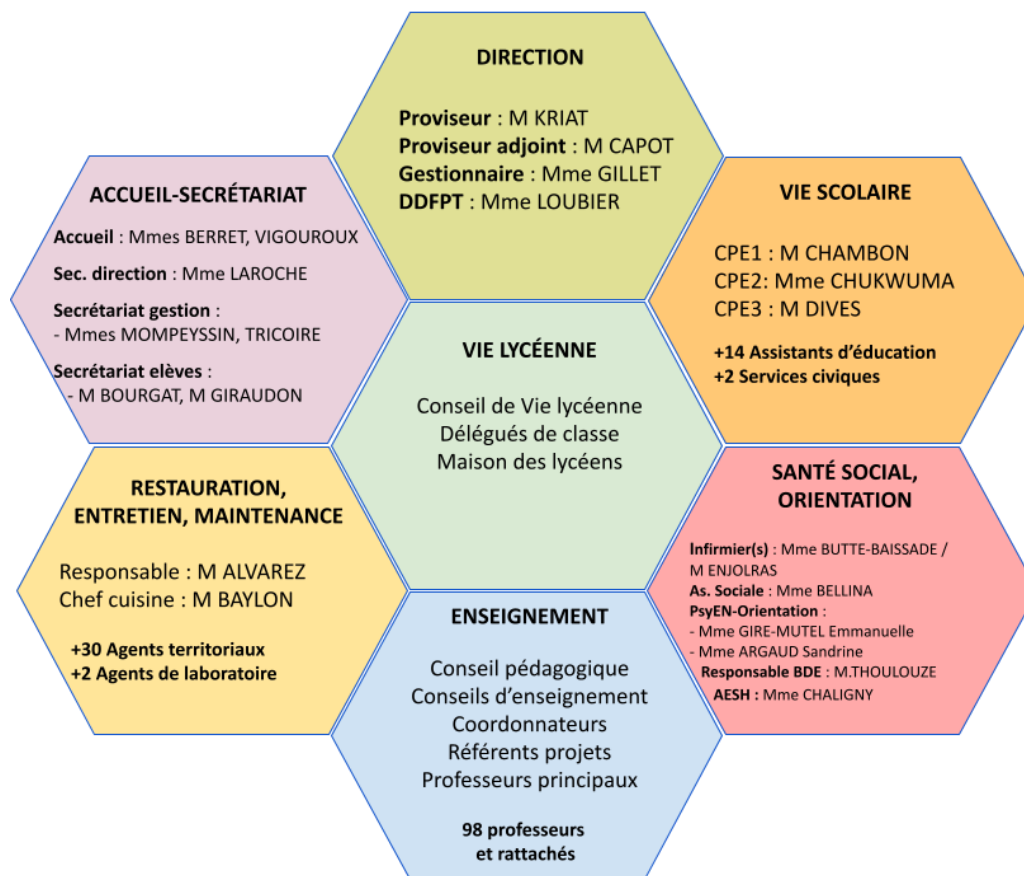 DIRECTION
Proviseur : M KRIAT
Proviseur adjoint : M CAPOT
Gestionnaire : Mme GILLET
DDFPT : Mme LOUBIER
ACCUEIL-SECRÉTARIAT
Accueil : Mmes BERRET, VIGOUROUX
Sec. direction : Mme LAROCHE
Secrétariat gestion :
- Mmes MOMPEYSSIN, TRICOIRE
Secrétariat elèves :
- M BOURGAT, M GIRAUDON
VIE SCOLAIRE
CPE1 : M CHAMBON
CPE2: Mme CHUKWUMA
CPE3 : M DIVES
+14 Assistants d’éducation
+2 Services civiques
VIE LYCÉENNE
Conseil de Vie lycéenne
Délégués de classe
Maison des lycéens
RESTAURATION,
ENTRETIEN, MAINTENANCE
Responsable : M ALVAREZ
Chef cuisine : M BAYLON
+30 Agents territoriaux
+2 Agents de laboratoire
SANTÉ SOCIAL,
ORIENTATION
Infirmier(s) : Mme BUTTE-BAISSADE /
M ENJOLRAS
As. Sociale : Mme BELLINA
PsyEN-Orientation :
- Mme GIRE-MUTEL Emmanuelle
- Mme ARGAUD Sandrine
Responsable BDE : M.THOULOUZE
AESH : Mme CHALIGNY
ENSEIGNEMENT
Conseil pédagogique
Conseils d’enseignement
Coordonnateurs
Référents projets
Professeurs principaux
98 professeurs
et rattachés